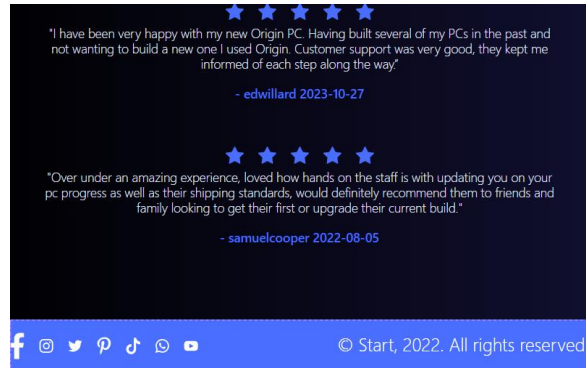 "I have been very happy with my new Origin PC. Having built several of my PCs in the past and
not wanting to build a new one I used Origin. Customer support was very good, they kept me
informed of each step along the way."
- edwillard 2023-10-27
"Over under an amazing experience, loved how hands on the staff is with updating you on your
pc progress as well as their shipping standards, would definitely recommend them to friends and
family looking to get their first or upgrade their current build."
- samuelcooper 2022-08-05
© Start, 2022. All rights reserved